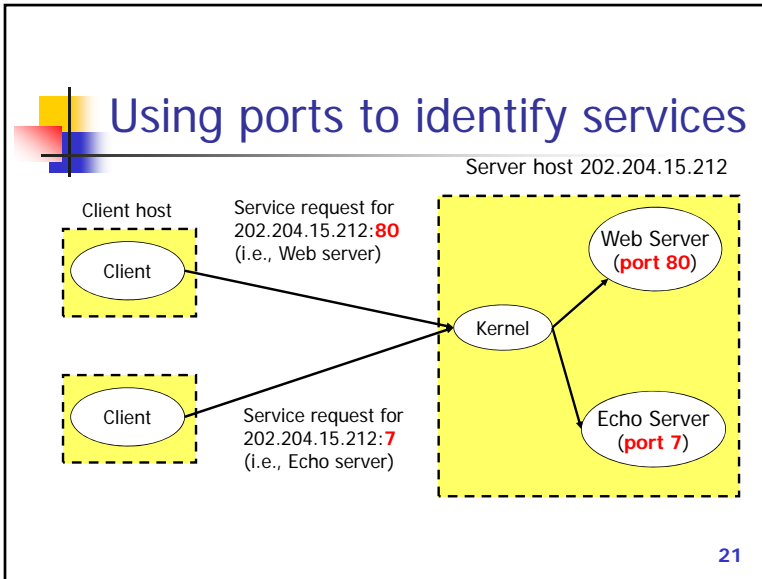 Using ports to identify services
Server host 202.204.15.212
Client host
Service request for
202.204.15.212:80
(i.e., Web server)
Client
Web Server
(port 80)
Kernel
Client
Service request for
202.204.15.212:7
(i.e., Echo server)
Echo Server
(port 7)
21